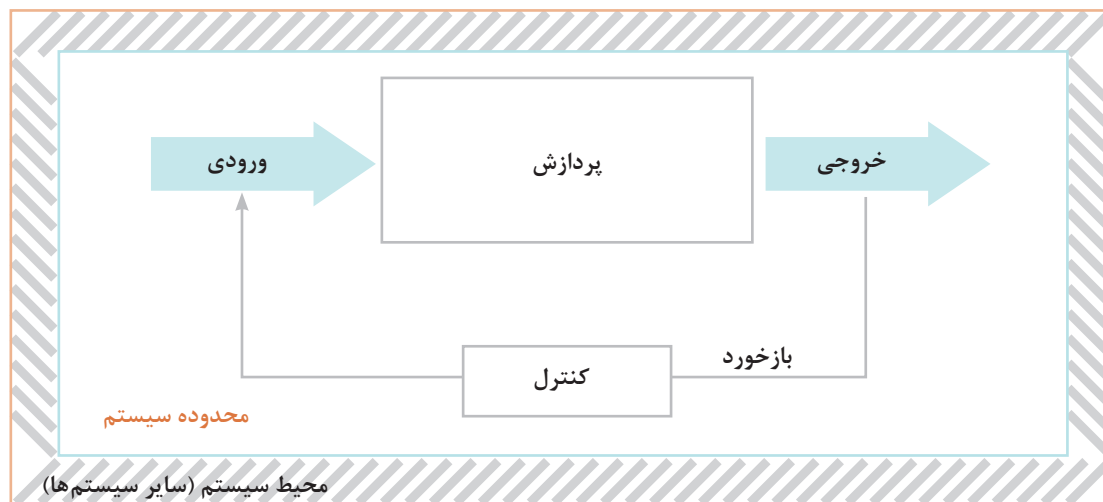 ورودی
پردازش
خروجی
بازخورد
کنترل
محدوده سیستم
محیط سیستم (سایر سیستم‌ها)